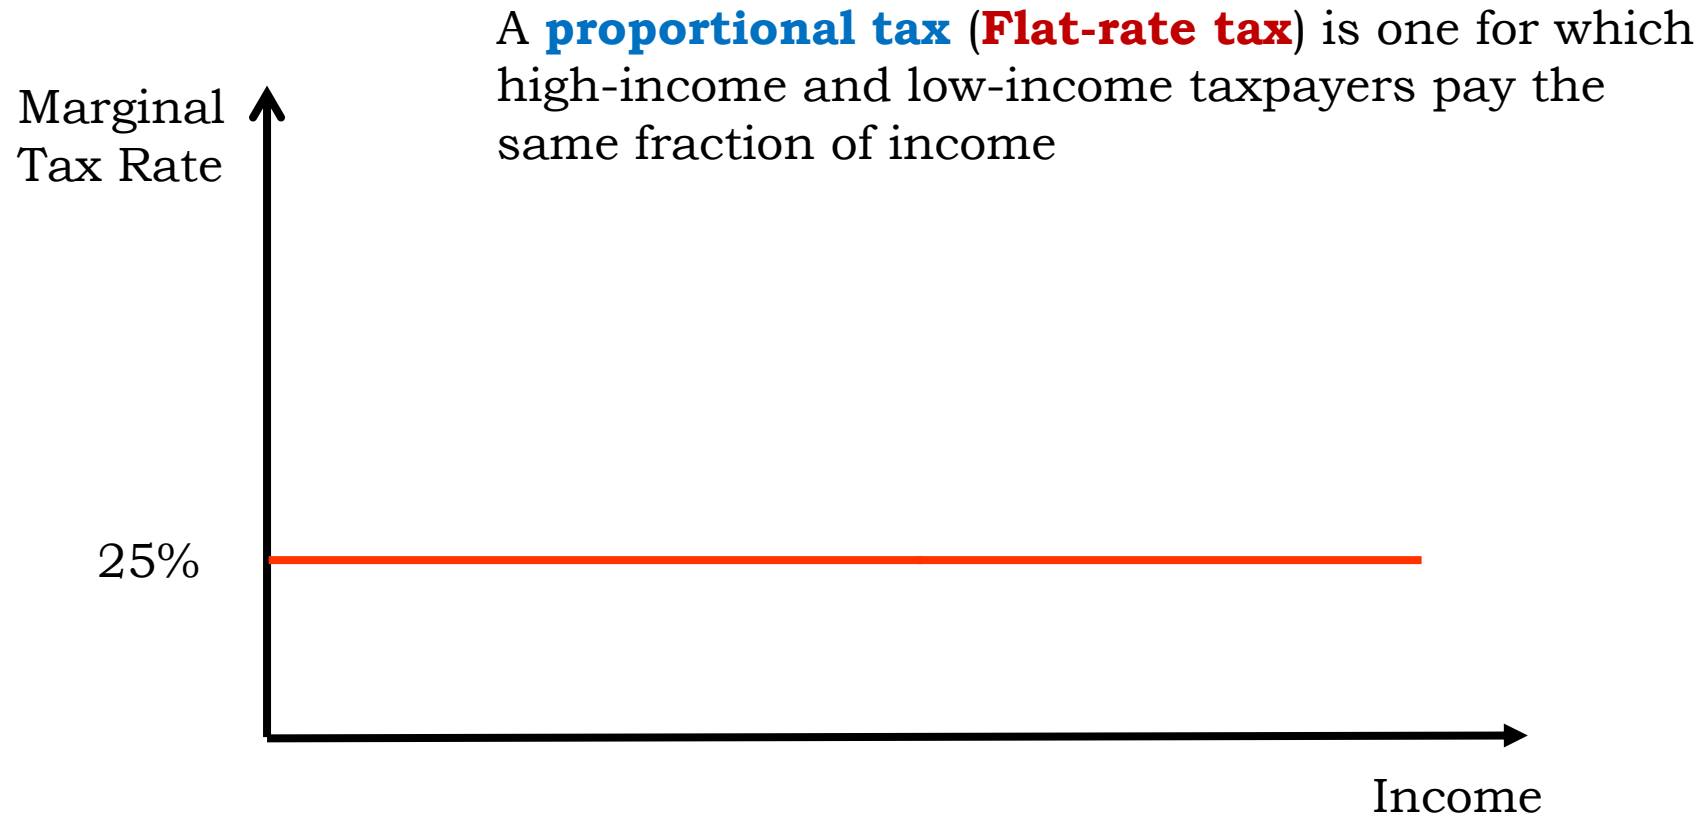 A proportional tax (Flat-rate tax) is one for which
high-income and low-income taxpayers pay the
same fraction of income
Marginal
Tax Rate
25%
Income